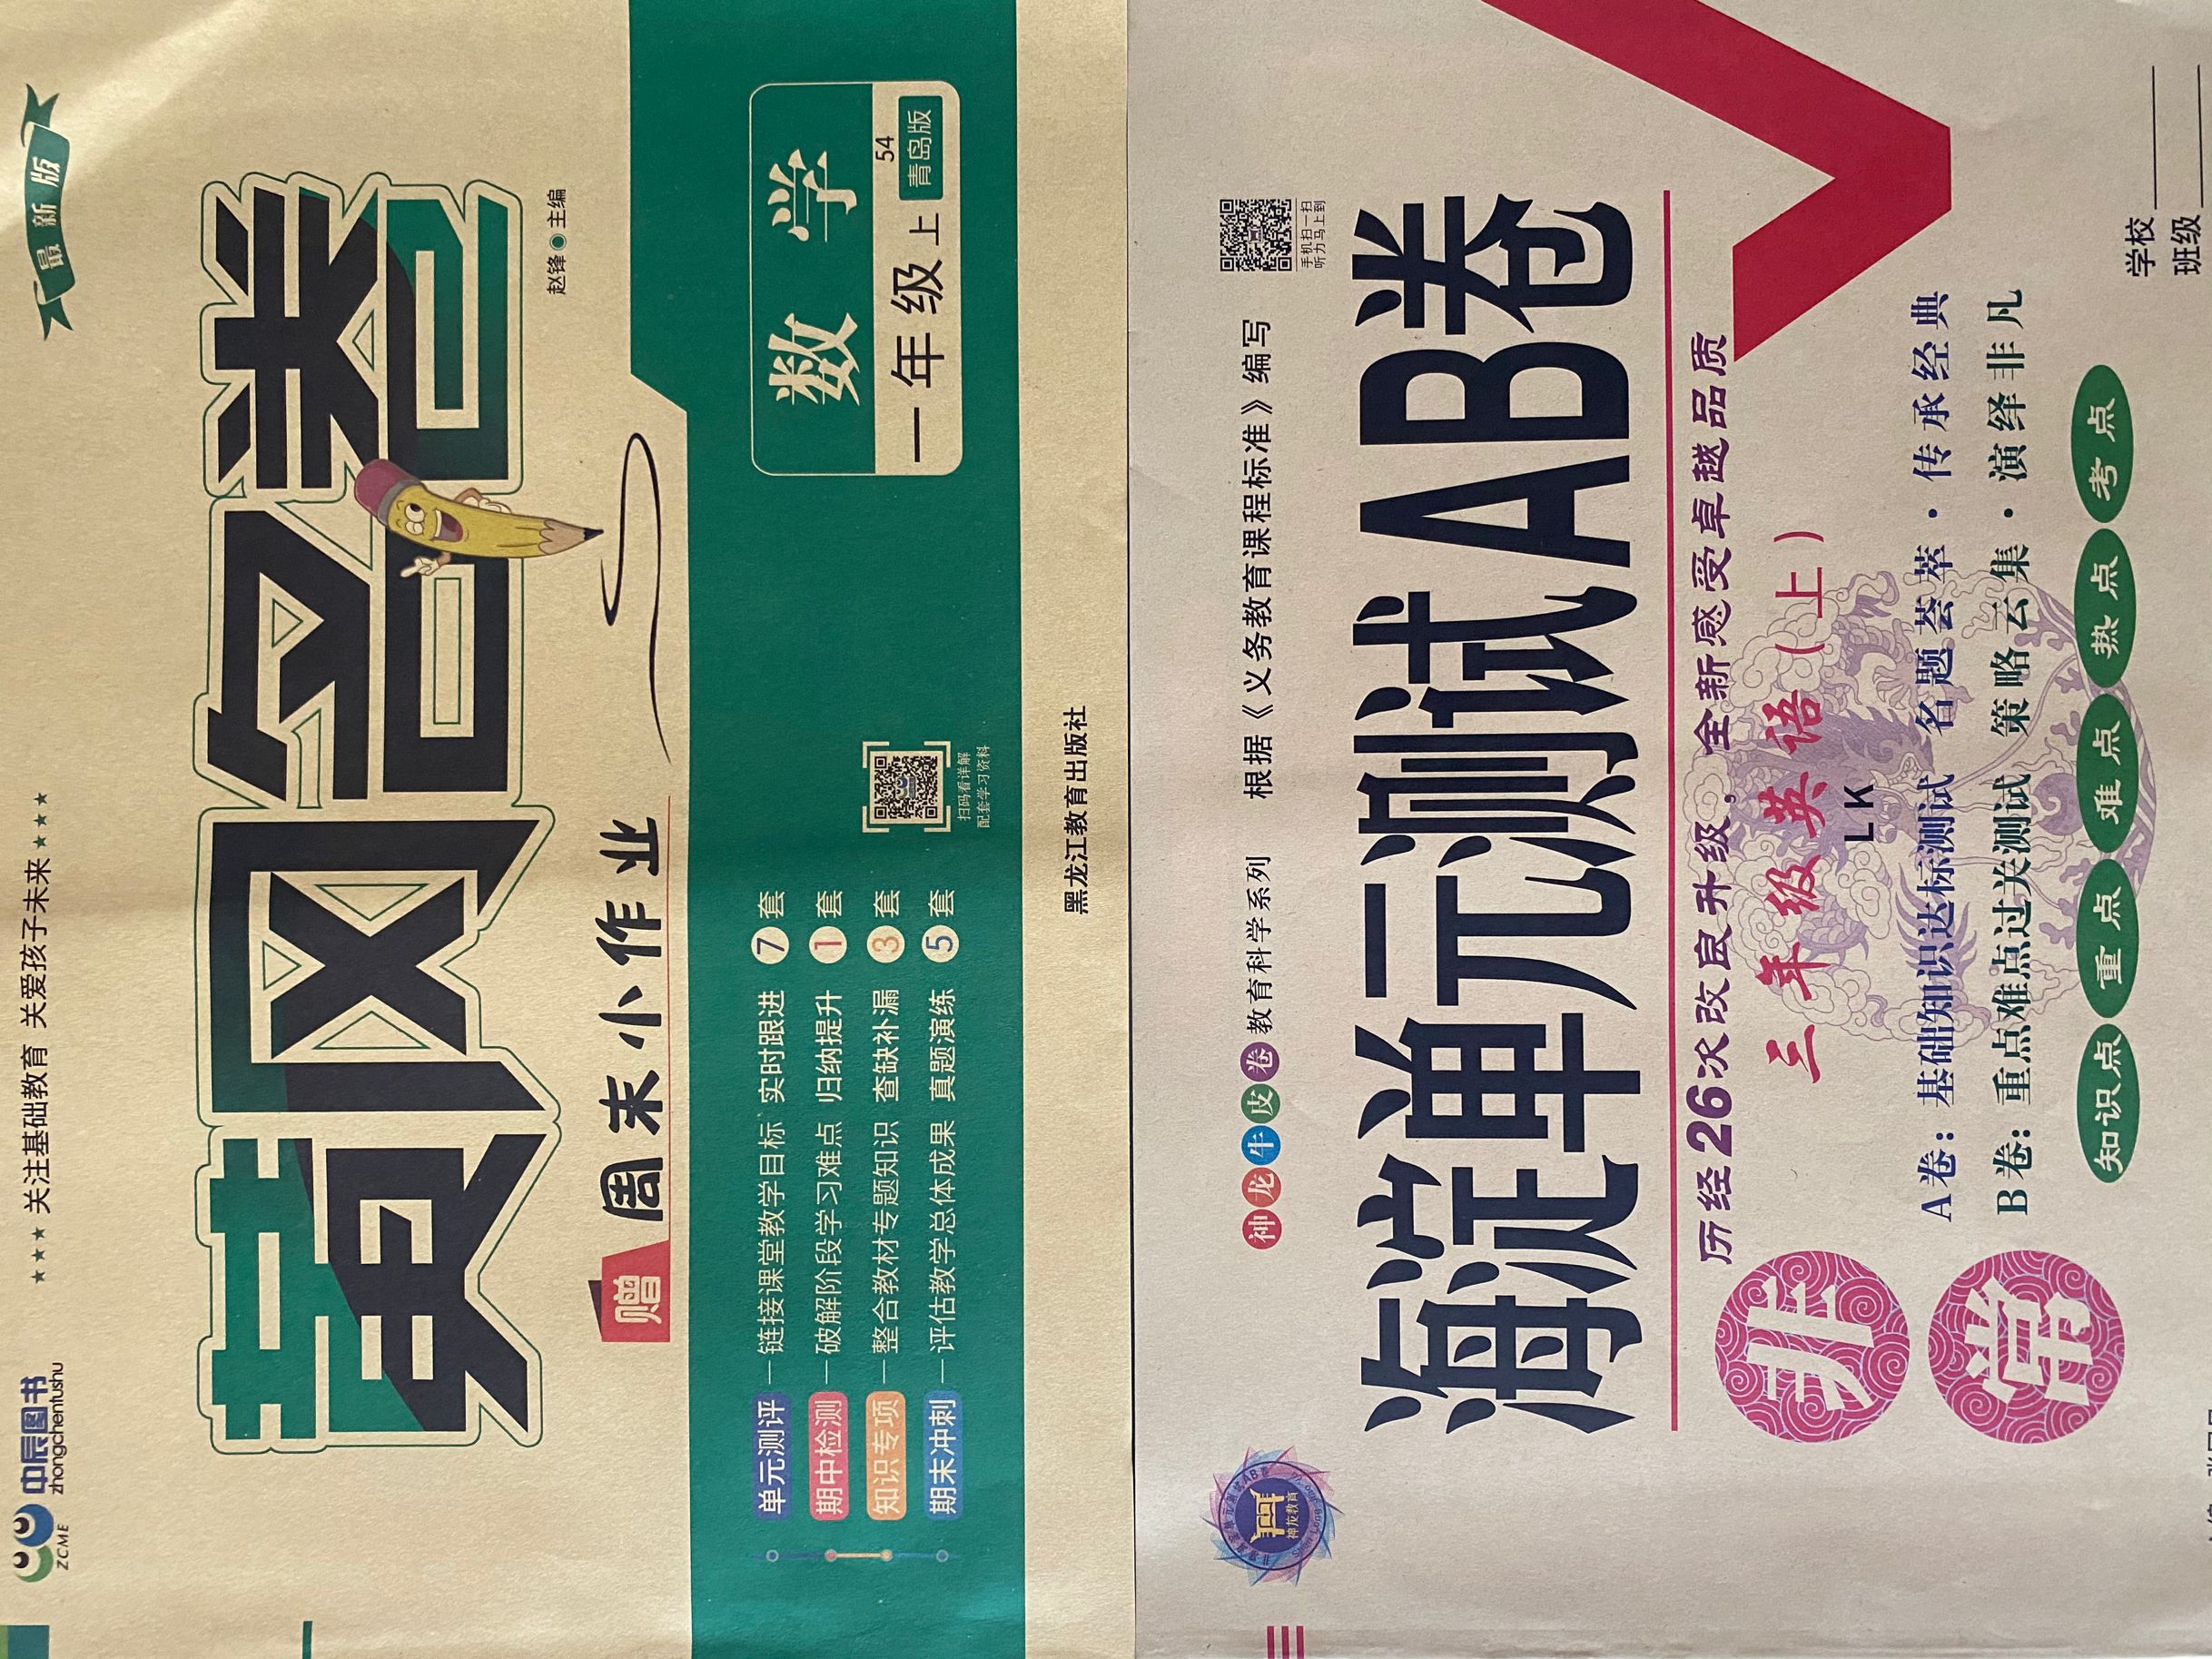 中辰图书
zhongchentushu
ZCME
★★★★ 关注基础教育 关爱孩子未来 ★★★★
最新版
黄冈名卷
赵锋●主编
赠
周末小作业
数学
一年级上
54
青岛版
单元测评 — 链接课堂教学目标 实时跟进 7套
期中检测 — 破解阶段学习难点 归纳提升 1套
知识专项 — 整合教材专题知识 查缺补漏 3套
期末冲刺 — 评估教学总体成果 真题演练 5套
扫码看详解
配套学习资料
黑龙江教育出版社
神龙教育
神龙牛皮卷教育科学系列
根据《义务教育课程标准》编写
手机扫一扫
听力马上到
海淀单元测试AB卷
历经26次改良升级，全新感受卓越品质
非常
三年级英语（上）
LK
A卷：基础知识达标测试 名题荟萃·传承经典
B卷：重点难点过关测试 策略云集·演绎非凡
知识点 重点 难点 热点 考点
学校
班级